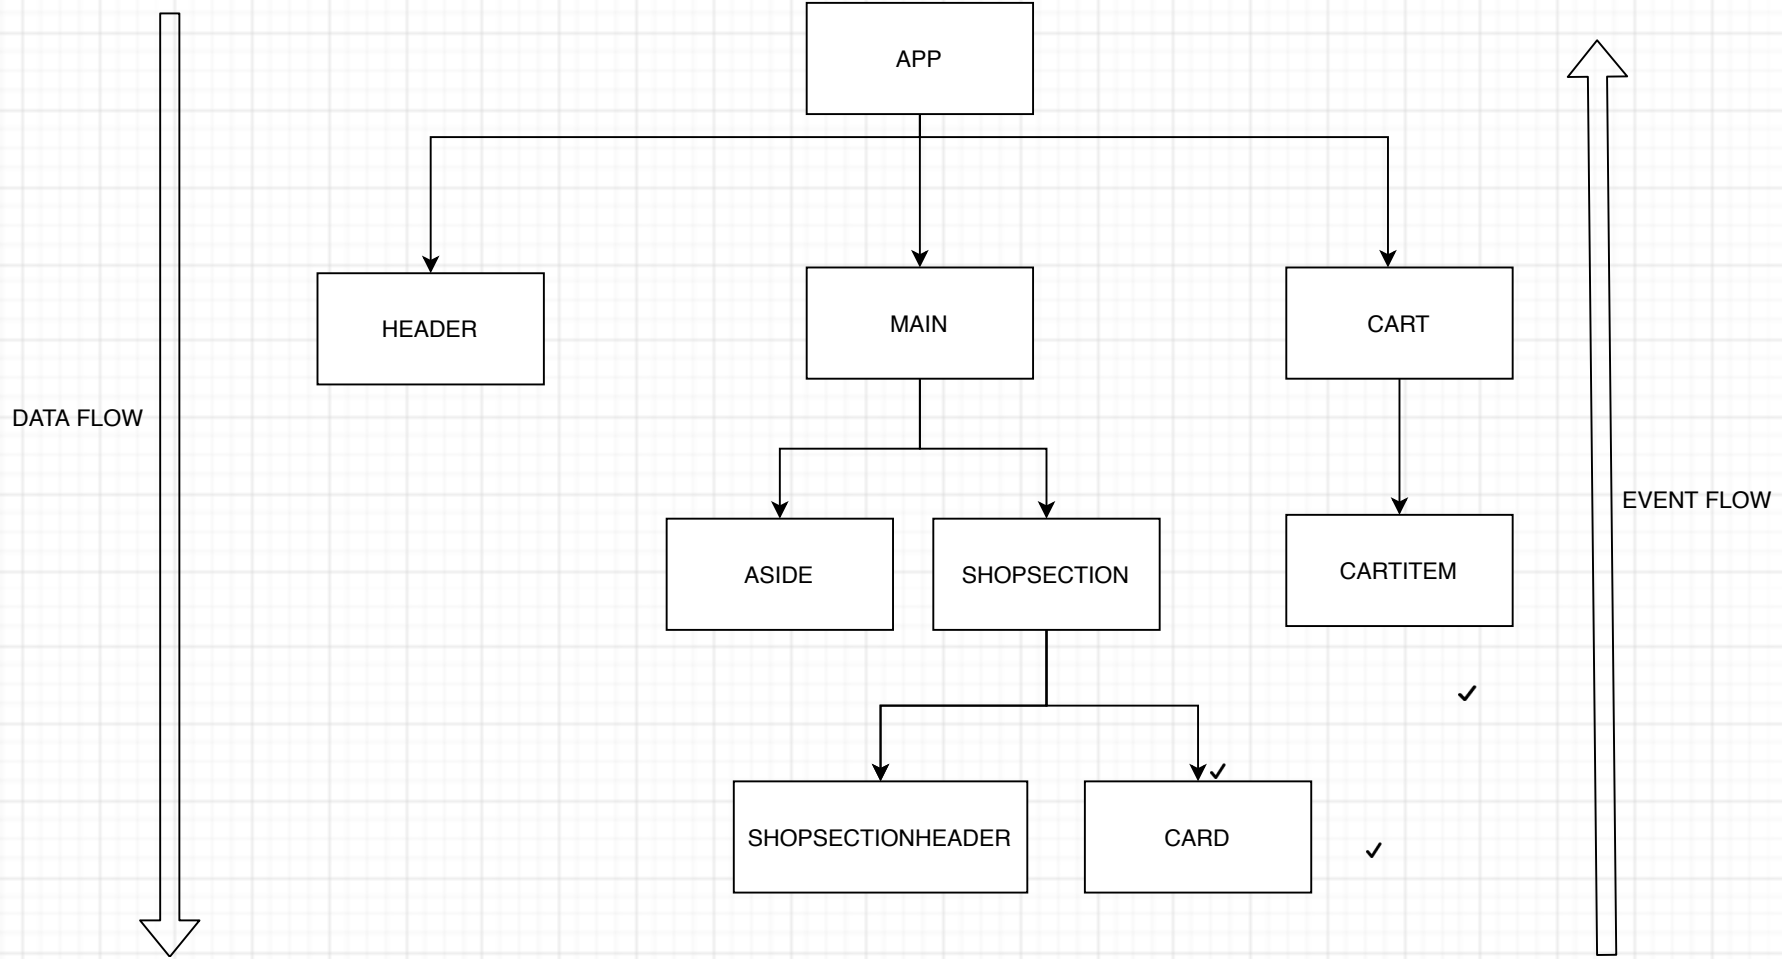 APP
HEADER
MAIN
CART
DATA FLOW
EVENT FLOW
ASIDE
SHOPSECTION
CARTITEM
SHOPSECTIONHEADER
CARD